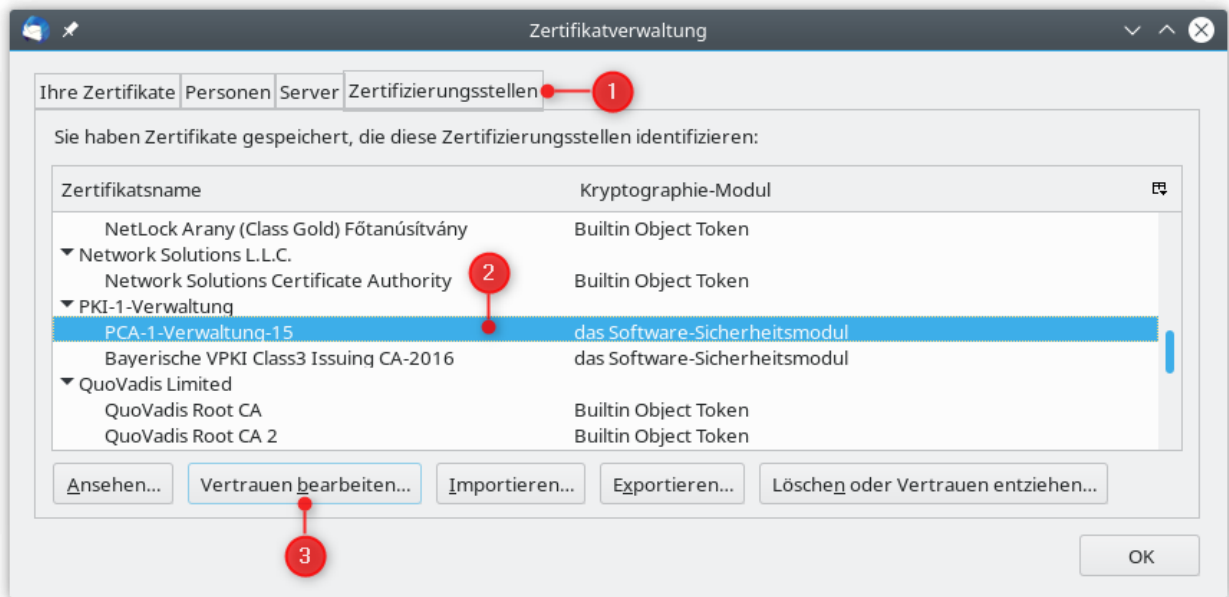 Zertifikatverwaltung
Ihre Zertifikate Personen Server Zertifizierungsstellen 1
Sie haben Zertifikate gespeichert, die diese Zertifizierungsstellen identifizieren:
Zertifikatsname Kryptographie-Modul
NetLock Arany (Class Gold) Főtanúsítvány Builtin Object Token
Network Solutions L.L.C.
Network Solutions Certificate Authority 2 Builtin Object Token
PKI-1-Verwaltung
PCA-1-Verwaltung-15 das Software-Sicherheitsmodul
Bayerische VPKI Class3 Issuing CA-2016 das Software-Sicherheitsmodul
QuoVadis Limited
QuoVadis Root CA Builtin Object Token
QuoVadis Root CA 2 Builtin Object Token
Ansehen... Vertrauen bearbeiten... Importieren... Exportieren... Löschen oder Vertrauen entziehen...
3
OK